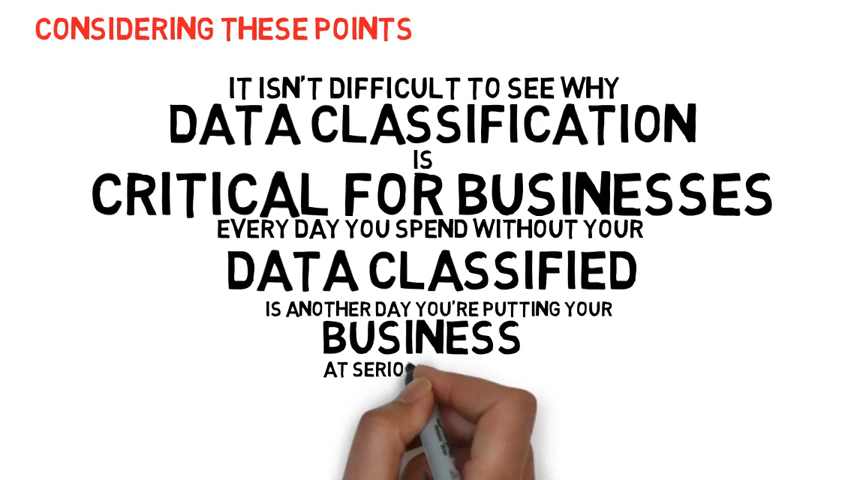 CONSIDERING THESE POINTS
IT ISN'T DIFFICULT TO SEE WHY
DATA CLASSIFICATION
IS
CRITICAL FOR BUSINESSES
EVERY DAY YOU SPEND WITHOUT YOUR
DATA CLASSIFIED
IS ANOTHER DAY YOU'RE PUTTING YOUR
BUSINESS
AT SERIO